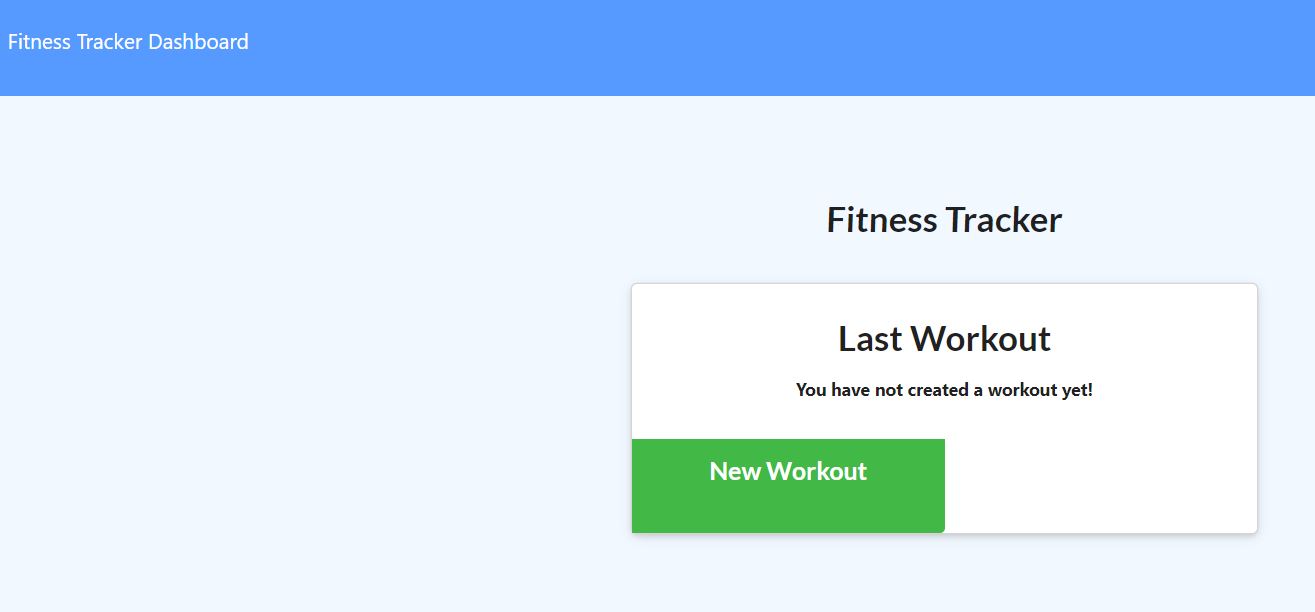 Fitness Tracker Dashboard
Fitness Tracker
Last Workout
You have not created a workout yet!
New Workout